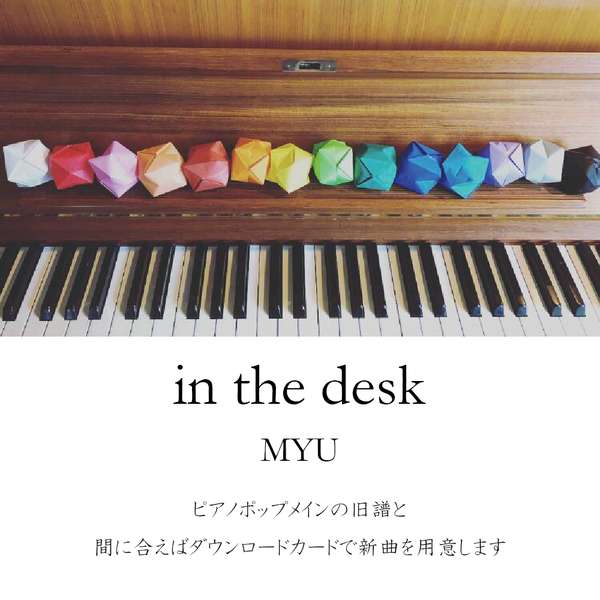 in the desk
MYU
ピアノポップメインの旧譜と
間に合えばダウンロードカードで新曲を用意します